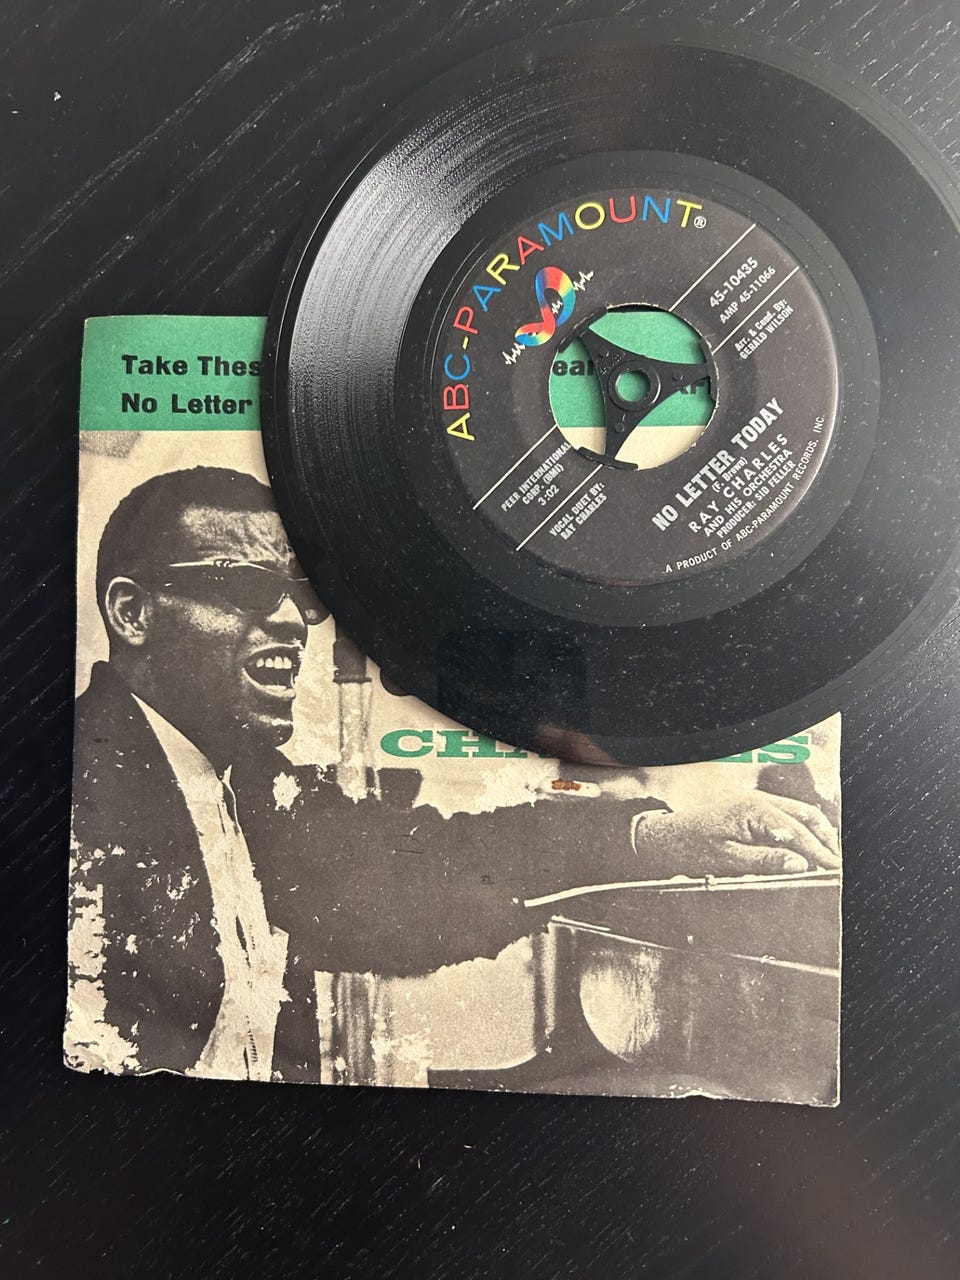 Take Thes
No Letter
ear
CHA
S
ABC-PARAMOUNT®
45-10435
AMP 45-11066
Arr. & Cond. By:
GERALD WILSON
PEER INTERNATIONAL
CORP. (BMI)
3:02
VOCAL DUET BY:
RAY CHARLES
NO LETTER TODAY
(F. Brown)
RAY CHARLES
AND HIS ORCHESTRA
PRODUCER: SID FELLER
A PRODUCT OF ABC-PARAMOUNT RECORDS, INC.